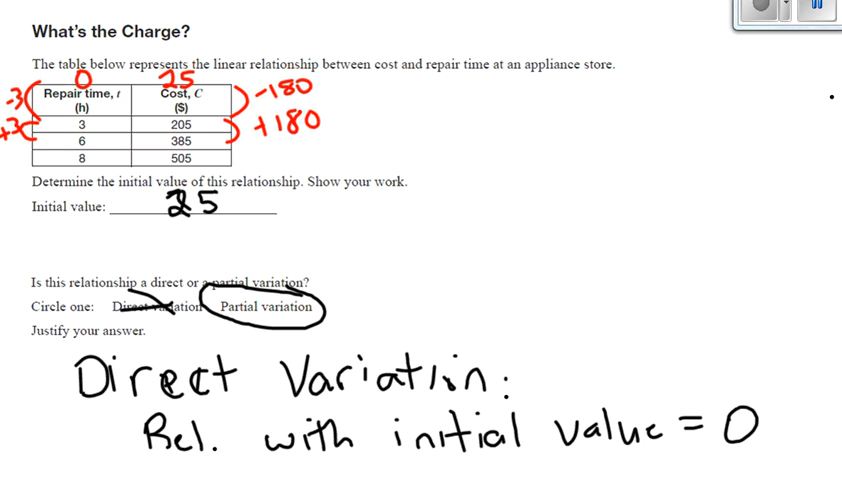 What's the Charge?
The table below represents the linear relationship between cost and repair time at an appliance store.
0 25
-3 Repair time, t (h) Cost, C ($) -180
+3 3 205 +180
6 385
8 505
Determine the initial value of this relationship. Show your work.
Initial value: 25
Is this relationship a direct or a partial variation?
Circle one: Direct variation Partial variation
Justify your answer.
Direct Variation:
Rel. with initial value = 0